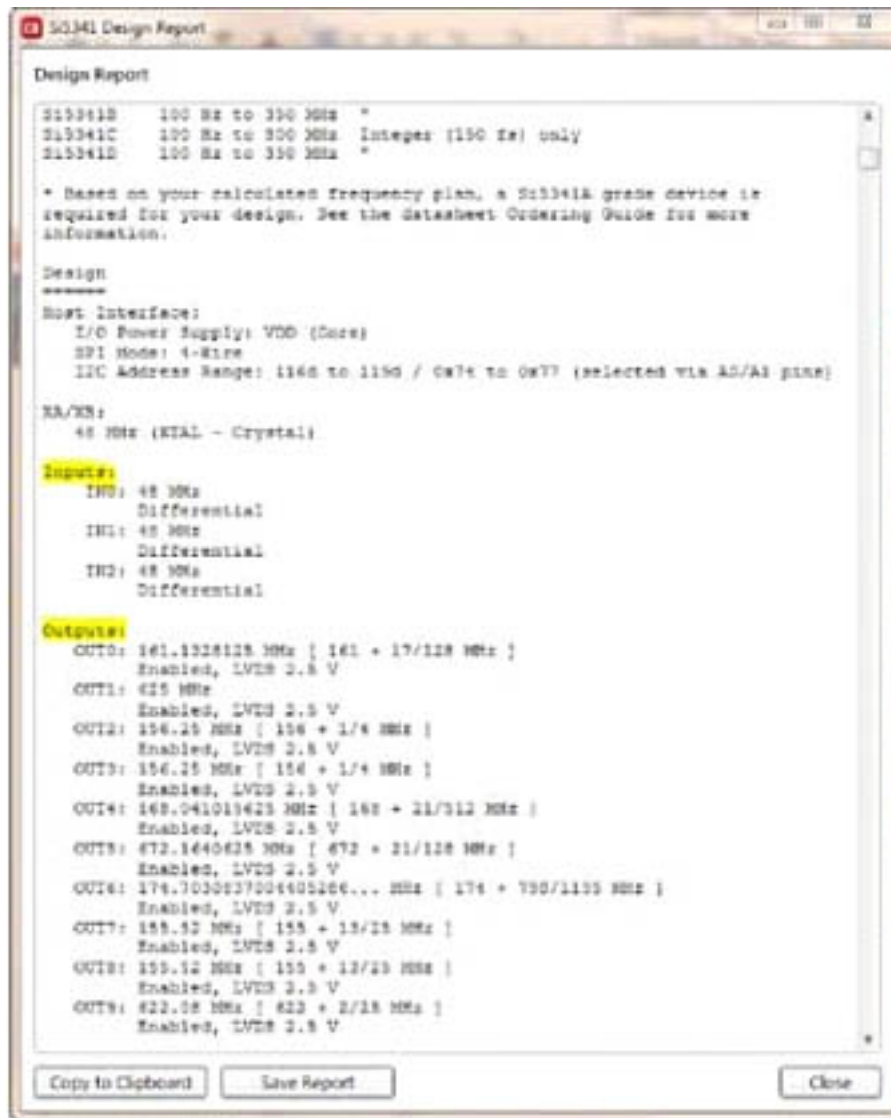 Si5341 Design Report
Design Report
Si5341B 100 Hz to 350 MHz "
Si5341C 100 Hz to 800 MHz Integer (150 fs) only
Si5341D 100 Hz to 350 MHz "
* Based on your calculated frequency plan, a Si5341A grade device is
required for your design. See the datasheet Ordering Guide for more
information.
Design
======
Host Interface:
I/O Power Supply: VDD (Core)
SPI Mode: 4-Wire
I2C Address Range: 116d to 119d / 0x74 to 0x77 (selected via A0/A1 pins)
XA/XB:
48 MHz (XTAL - Crystal)
Inputs:
IN0: 48 MHz
Differential
IN1: 48 MHz
Differential
IN2: 48 MHz
Differential
Outputs:
OUT0: 161.1328125 MHz [ 161 + 17/128 MHz ]
Enabled, LVDS 2.5 V
OUT1: 625 MHz
Enabled, LVDS 2.5 V
OUT2: 156.25 MHz [ 156 + 1/4 MHz ]
Enabled, LVDS 2.5 V
OUT3: 156.25 MHz [ 156 + 1/4 MHz ]
Enabled, LVDS 2.5 V
OUT4: 168.041015625 MHz [ 168 + 21/512 MHz ]
Enabled, LVDS 2.5 V
OUT5: 672.1640625 MHz [ 672 + 21/128 MHz ]
Enabled, LVDS 2.5 V
OUT6: MHz [ 174 + MHz ]
Enabled, LVDS 2.5 V
OUT7: 155.52 MHz [ 155 + 13/25 MHz ]
Enabled, LVDS 2.5 V
OUT8: 155.52 MHz [ 155 + 13/25 MHz ]
Enabled, LVDS 2.5 V
OUT9: 622.08 MHz [ 622 + 2/25 MHz ]
Enabled, LVDS 2.5 V
Copy to Clipboard Save Report Close